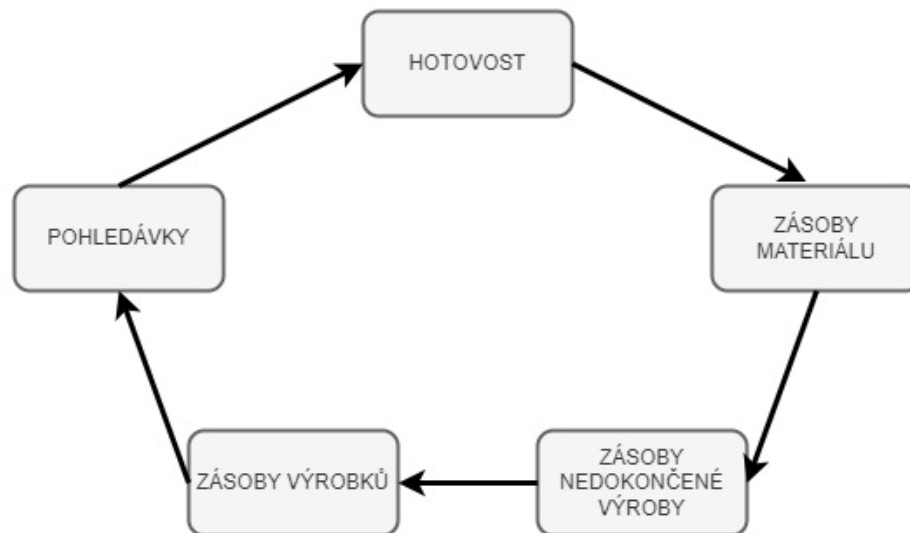 HOTOVOST
POHLEDÁVKY
ZÁSOBY
MATERIÁLU
ZÁSOBY VÝROBKŮ
ZÁSOBY
NEDOKONČENÉ
VÝROBY